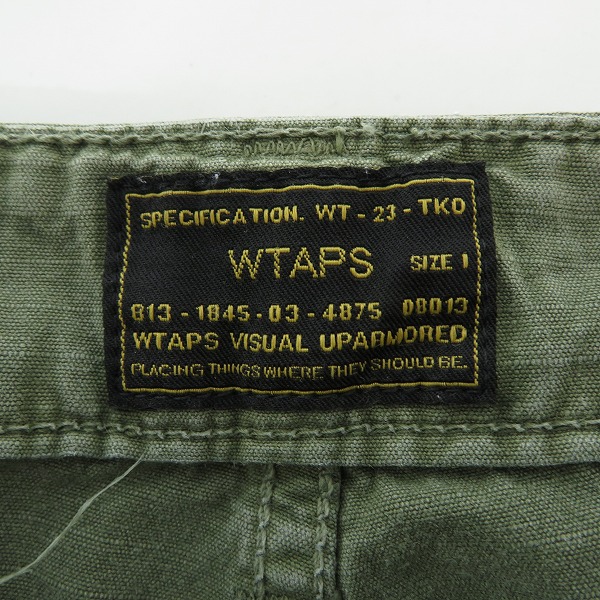 SPECIFICATION. WT - 23 - TKO
WTAPS SIZE 1
813 - 1845 - 03 - 4875 D8013
WTAPS VISUAL UPARMORED
PLACING THINGS WHERE THEY SHOULD BE.